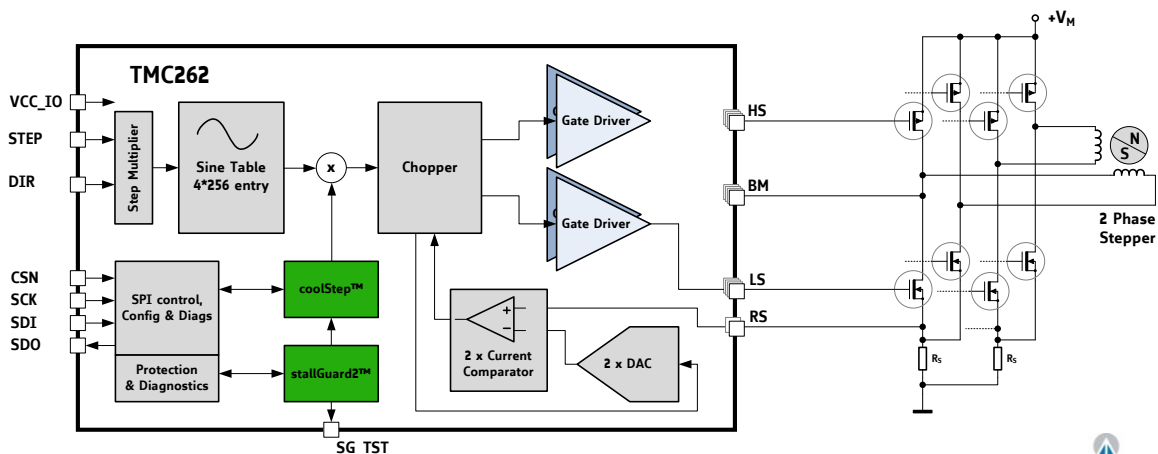 +VM
TMC262
VCC_IO
STEP
DIR
Step Multiplier
Sine Table
4*256 entry
x
Chopper
Gate Driver
Gate Driver
HS
BM
LS
RS
N
S
2 Phase
Stepper
CSN
SCK
SDI
SDO
SPI control,
Config & Diags
Protection
& Diagnostics
coolStep™
stallGuard2™
+
−
2 x Current
Comparator
2 x DAC
RS
RS
SG_TST